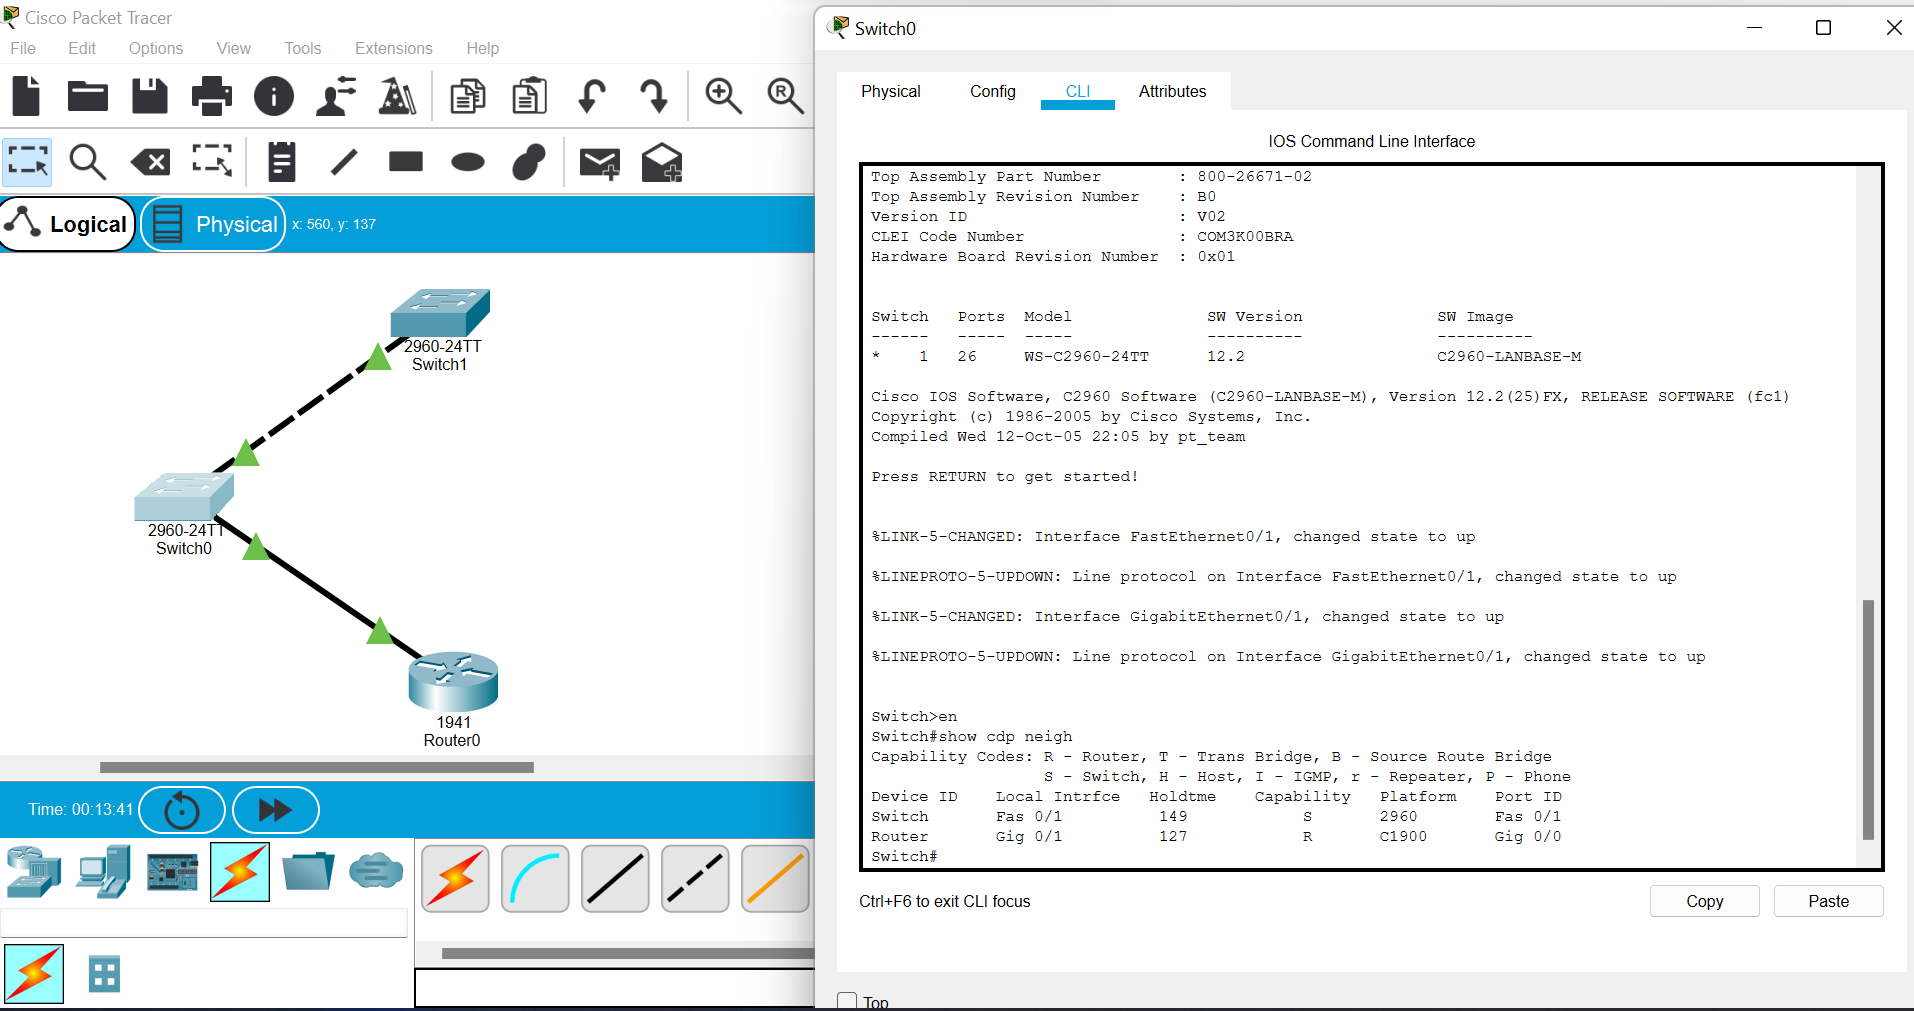 Cisco Packet Tracer
File Edit Options View Tools Extensions Help
Logical Physical x: 560, y: 137
2960-24TT
Switch1
2960-24TT
Switch0
1941
Router0
Time: 00:13:41
Switch0
Physical Config CLI Attributes
IOS Command Line Interface
Top Assembly Part Number : 800-26671-02
Top Assembly Revision Number : B0
Version ID : V02
CLEI Code Number : COM3K00BRA
Hardware Board Revision Number : 0x01
Switch Ports Model SW Version SW Image
------ ----- ----- ---------- ----------
* 1 26 WS-C2960-24TT 12.2 C2960-LANBASE-M
Cisco IOS Software, C2960 Software (C2960-LANBASE-M), Version 12.2(25)FX, RELEASE SOFTWARE (fc1)
Copyright (c) 1986-2005 by Cisco Systems, Inc.
Compiled Wed 12-Oct-05 22:05 by pt_team
Press RETURN to get started!
%LINK-5-CHANGED: Interface FastEthernet0/1, changed state to up
%LINEPROTO-5-UPDOWN: Line protocol on Interface FastEthernet0/1, changed state to up
%LINK-5-CHANGED: Interface GigabitEthernet0/1, changed state to up
%LINEPROTO-5-UPDOWN: Line protocol on Interface GigabitEthernet0/1, changed state to up
Switch>en
Switch#show cdp neigh
Capability Codes: R - Router, T - Trans Bridge, B - Source Route Bridge
S - Switch, H - Host, I - IGMP, r - Repeater, P - Phone
Device ID Local Intrfce Holdtme Capability Platform Port ID
Switch Fas 0/1 149 S 2960 Fas 0/1
Router Gig 0/1 127 R C1900 Gig 0/0
Switch#
Ctrl+F6 to exit CLI focus
Copy Paste
Top